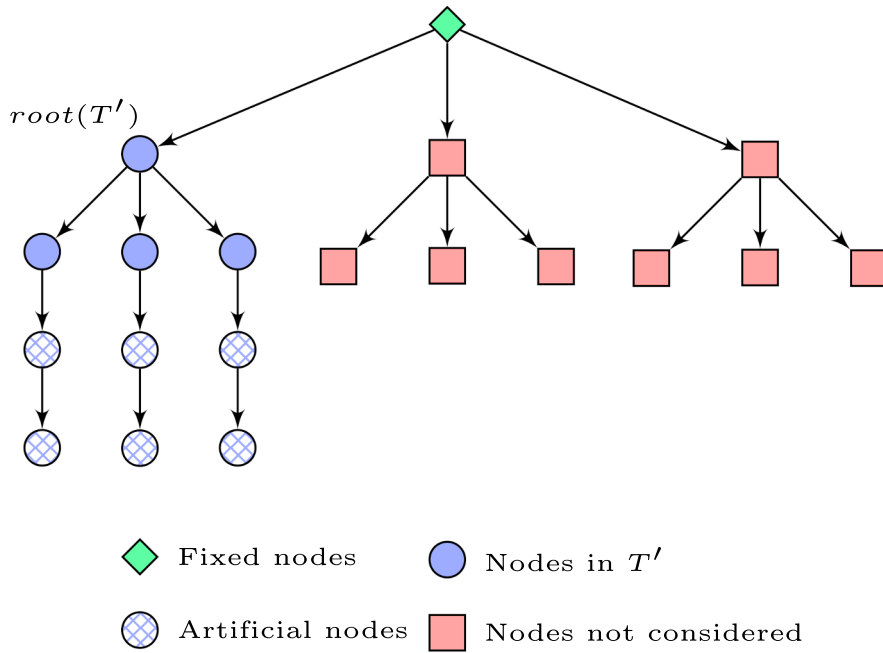 root(T′)
Fixed nodes
Nodes in T′
Artificial nodes
Nodes not considered